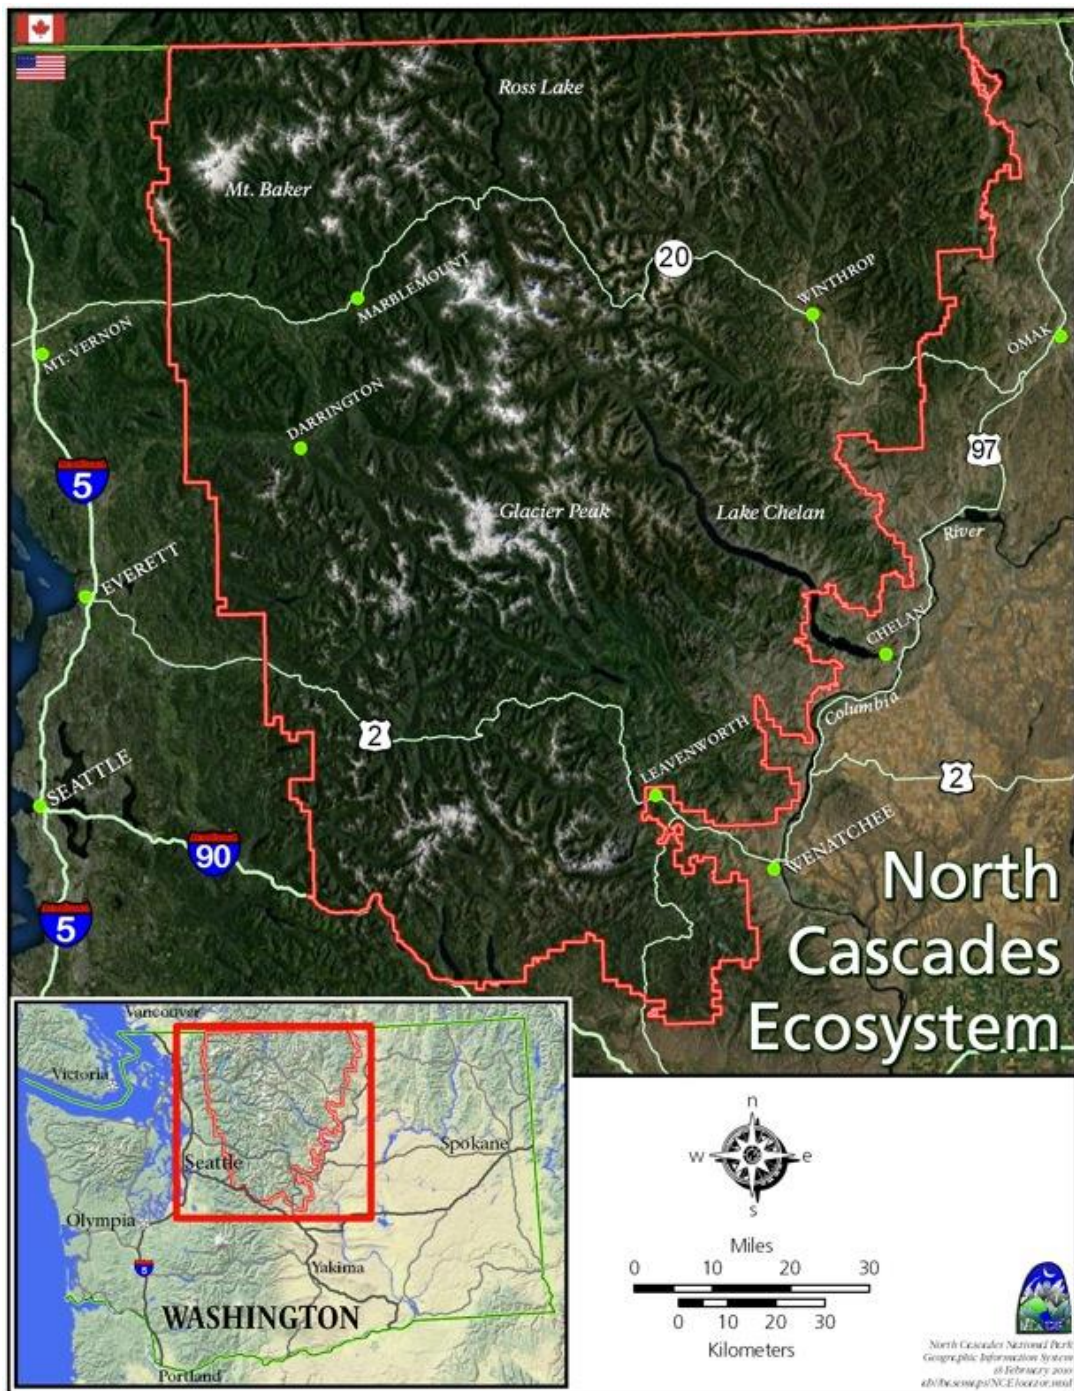 Ross Lake
Mt. Baker
20
MARBLEMOUNT
WINTHROP
MT. VERNON
OMAK
DARRINGTON
97
5
Glacier Peak
Lake Chelan
River
EVERETT
CHELAN
Columbia
2
LEAVENWORTH
2
SEATTLE
90
WENATCHEE
5
North
Cascades
Ecosystem
Vancouver
Victoria
Seattle
Spokane
Olympia
5
Yakima
WASHINGTON
Portland
n
w e
s
Miles
0 10 20 30
0 10 20 30
Kilometers
North Cascades National Park
Geographic Information System
18 February 2010